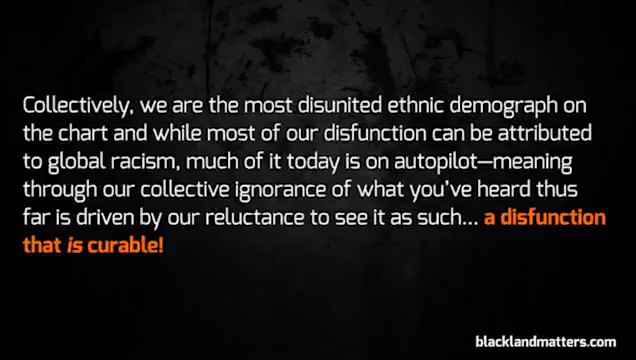 Collectively, we are the most disunited ethnic demograph on
the chart and while most of our disfunction can be attributed
to global racism, much of it today is on autopilot—meaning
through our collective ignorance of what you've heard thus
far is driven by our reluctance to see it as such... a disfunction
that is curable!
blacklandmatters.com